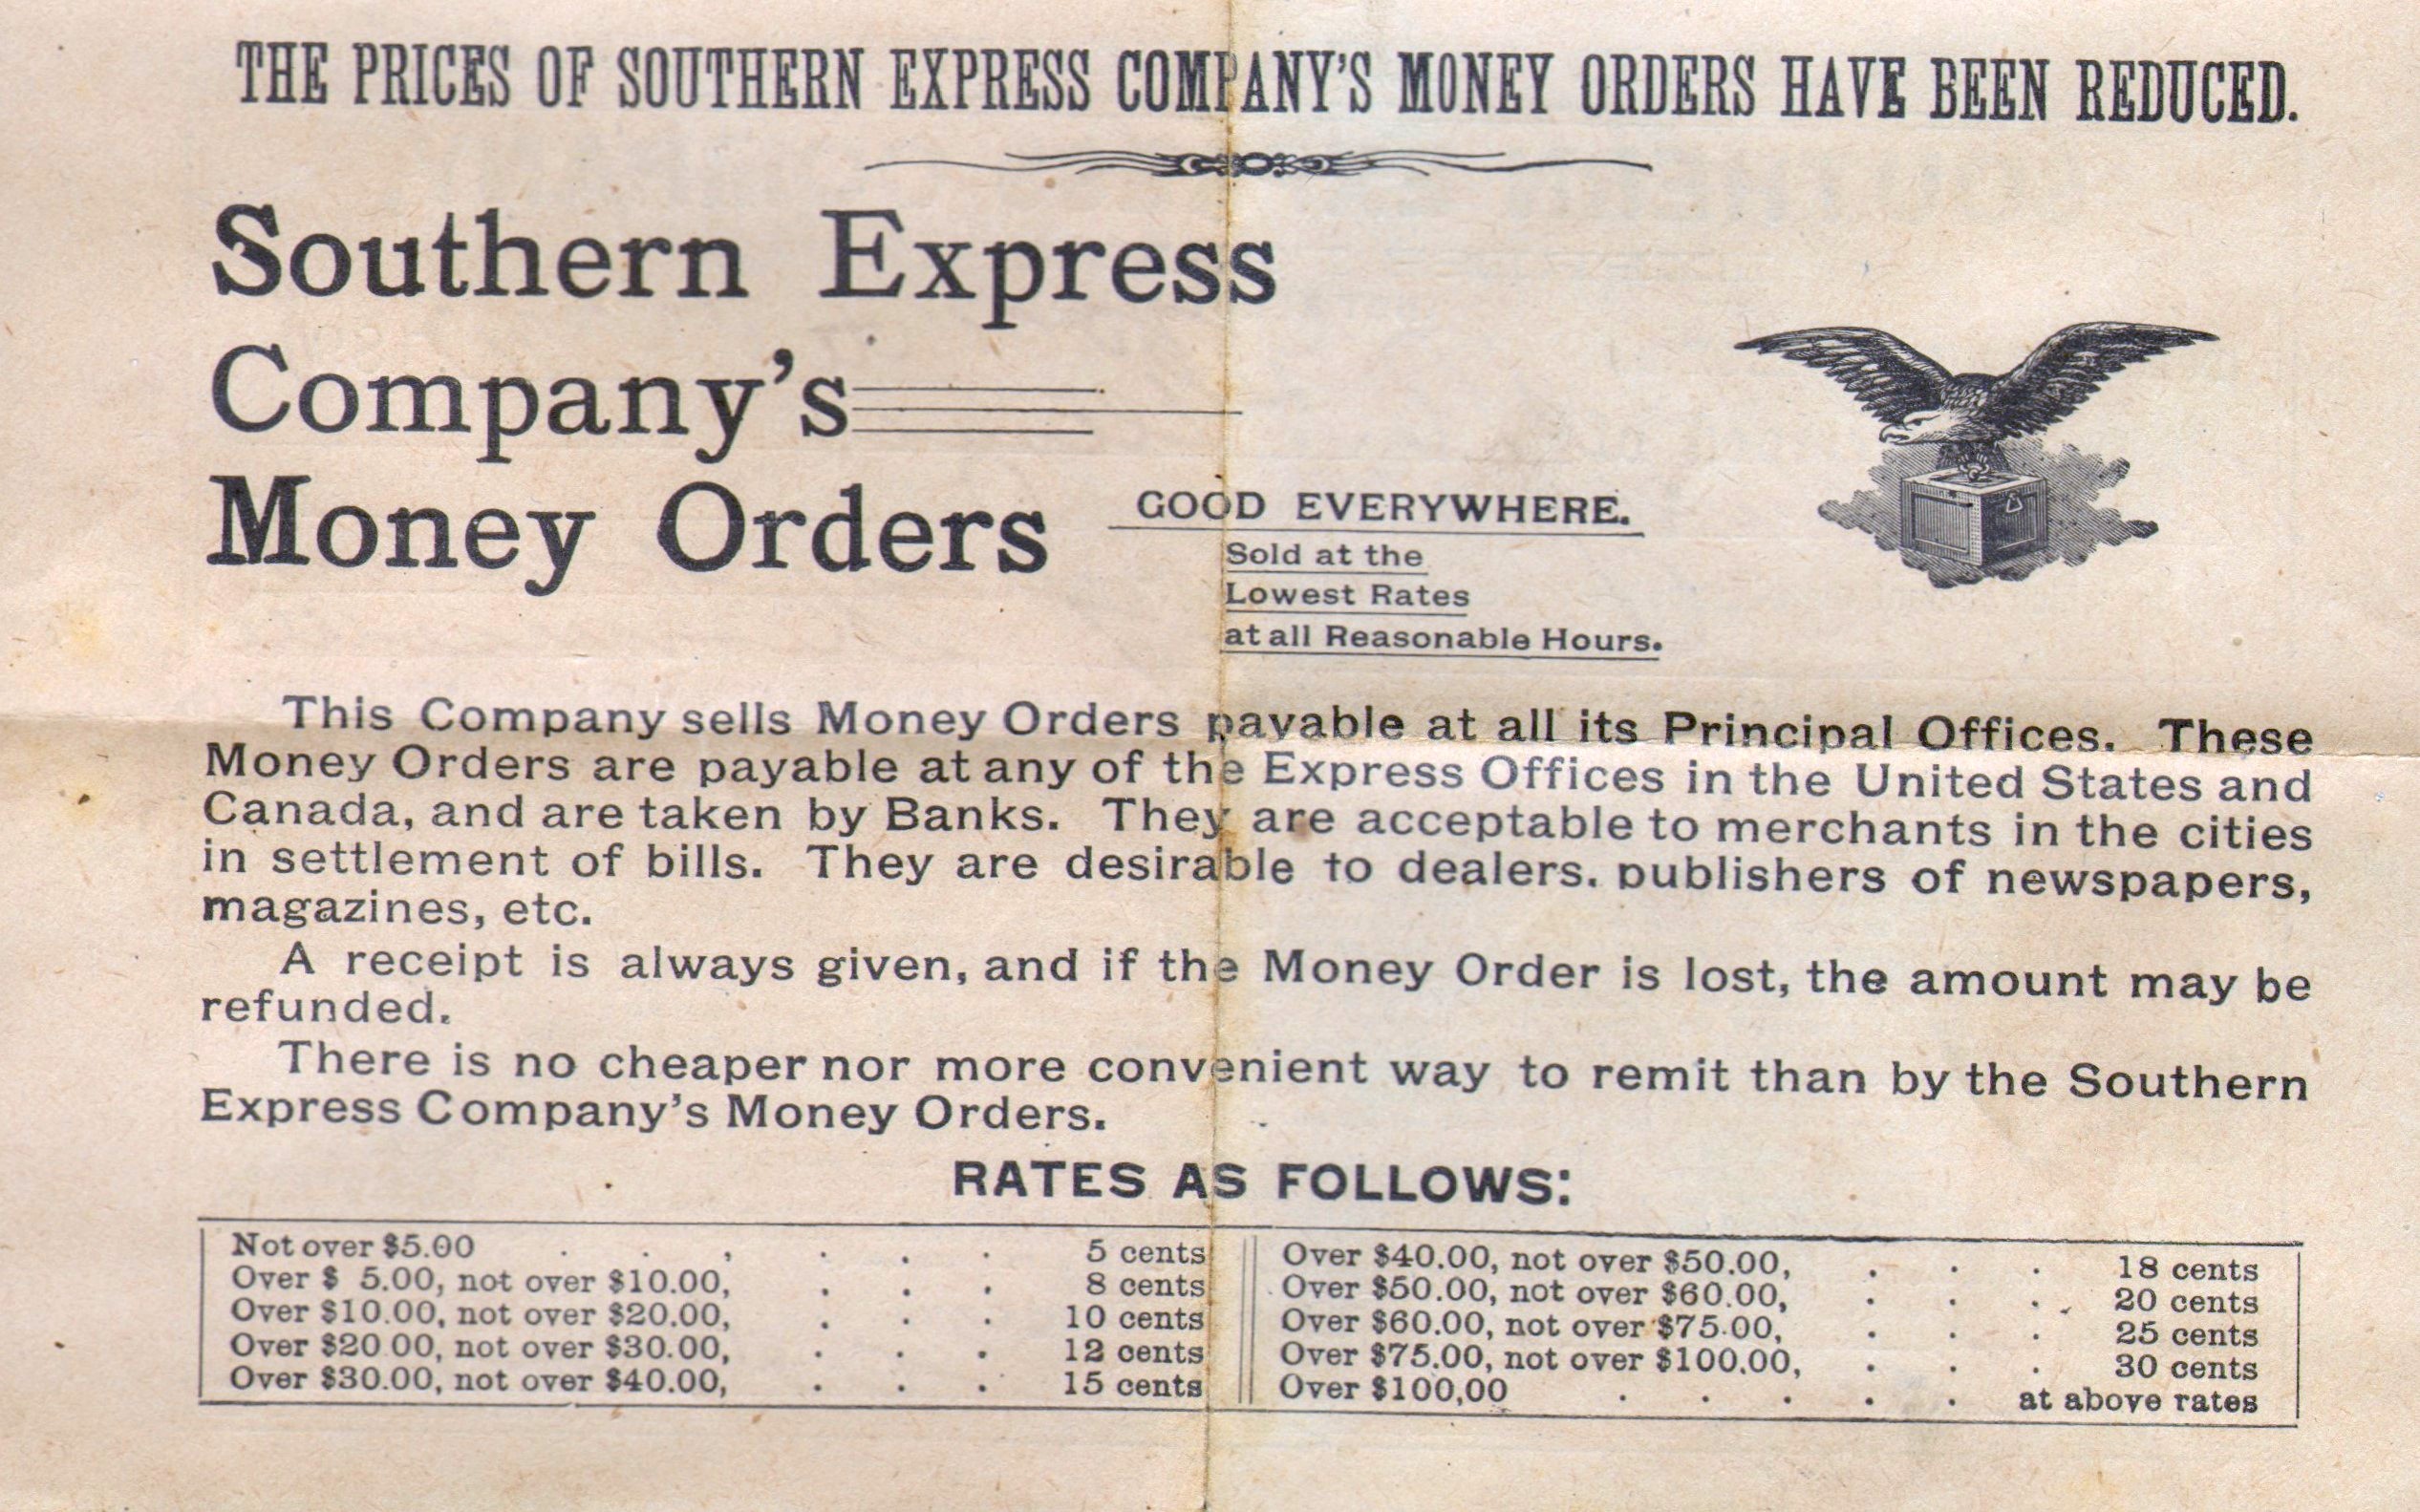 THE PRICES OF SOUTHERN EXPRESS COMPANY'S MONEY ORDERS HAVE BEEN REDUCED.
Southern Express
Company's
Money Orders
GOOD EVERYWHERE.
Sold at the
Lowest Rates
at all Reasonable Hours.
This Company sells Money Orders payable at all its Principal Offices. These
Money Orders are payable at any of the Express Offices in the United States and
Canada, and are taken by Banks. They are acceptable to merchants in the cities
in settlement of bills. They are desirable to dealers. publishers of newspapers,
magazines, etc.
A receipt is always given, and if the Money Order is lost, the amount may be
refunded.
There is no cheaper nor more convenient way to remit than by the Southern
Express Company's Money Orders.
RATES AS FOLLOWS:
Not over $5.00 . . , . . . 5 cents
Over $ 5.00, not over $10.00, . . . 8 cents
Over $10.00, not over $20.00, . . . 10 cents
Over $20 00, not over $30.00, . . . 12 cents
Over $30.00, not over $40.00, . . . 15 cents
Over $40.00, not over $50.00, . . . 18 cents
Over $50.00, not over $60.00, . . . 20 cents
Over $60.00, not over $75.00, . . . 25 cents
Over $75.00, not over $100.00, . . . 30 cents
Over $100,00 . . . . . at above rates